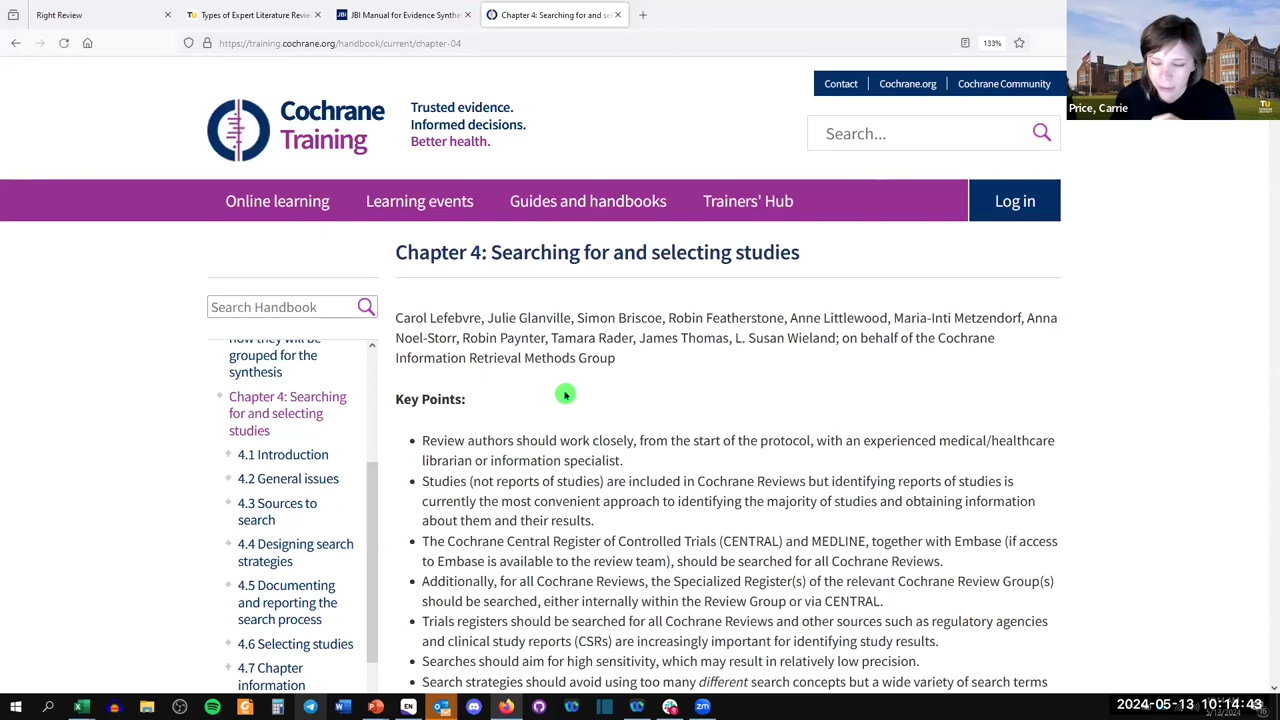 Right Review
Types of Expert Literature Revie
JBI Manual for Evidence Synthe
Chapter 4: Searching for and sel
https://training.cochrane.org/handbook/current/chapter-04
133%
Price, Carrie
TU
Contact
Cochrane.org
Cochrane Community
Cochrane
Training
Trusted evidence.
Informed decisions.
Better health.
Search...
Online learning
Learning events
Guides and handbooks
Trainers' Hub
Log in
Chapter 4: Searching for and selecting studies
Search Handbook
how they will be
grouped for the
synthesis
Chapter 4: Searching
for and selecting
studies
4.1 Introduction
4.2 General issues
4.3 Sources to
search
4.4 Designing search
strategies
4.5 Documenting
and reporting the
search process
4.6 Selecting studies
4.7 Chapter
information
Carol Lefebvre, Julie Glanville, Simon Briscoe, Robin Featherstone, Anne Littlewood, Maria-Inti Metzendorf, Anna
Noel-Storr, Robin Paynter, Tamara Rader, James Thomas, L. Susan Wieland; on behalf of the Cochrane
Information Retrieval Methods Group
Key Points:
Review authors should work closely, from the start of the protocol, with an experienced medical/healthcare
librarian or information specialist.
Studies (not reports of studies) are included in Cochrane Reviews but identifying reports of studies is
currently the most convenient approach to identifying the majority of studies and obtaining information
about them and their results.
The Cochrane Central Register of Controlled Trials (CENTRAL) and MEDLINE, together with Embase (if access
to Embase is available to the review team), should be searched for all Cochrane Reviews.
Additionally, for all Cochrane Reviews, the Specialized Register(s) of the relevant Cochrane Review Group(s)
should be searched, either internally within the Review Group or via CENTRAL.
Trials registers should be searched for all Cochrane Reviews and other sources such as regulatory agencies
and clinical study reports (CSRs) are increasingly important for identifying study results.
Searches should aim for high sensitivity, which may result in relatively low precision.
Search strategies should avoid using too many different search concepts but a wide variety of search terms
2024-05-13 10:14:43